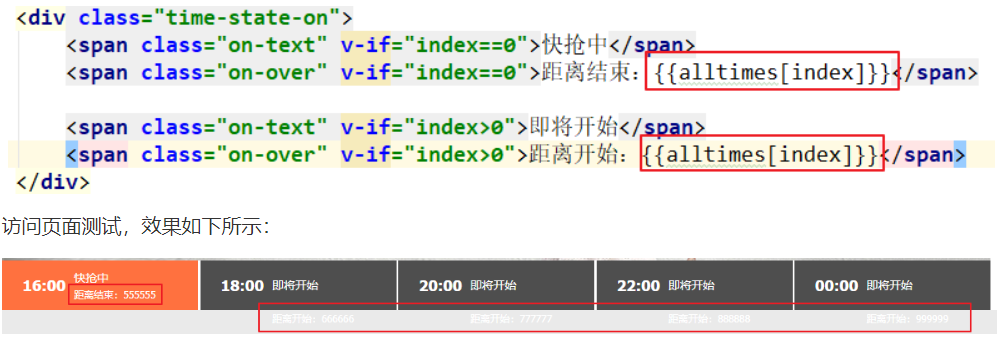 <div class="time-state-on">
<span class="on-text" v-if="index==0">快抢中</span>
<span class="on-over" v-if="index==0">距离结束：{{alltimes[index]}}</span>
<span class="on-text" v-if="index>0">即将开始</span>
<span class="on-over" v-if="index>0">距离开始：{{alltimes[index]}}</span>
</div>
访问页面测试，效果如下所示：
16:00 快抢中 18:00 即将开始 20:00 即将开始 22:00 即将开始 00:00 即将开始
距离结束：555555
距离开始：666666 距离开始：777777 距离开始：888888 距离开始：999999